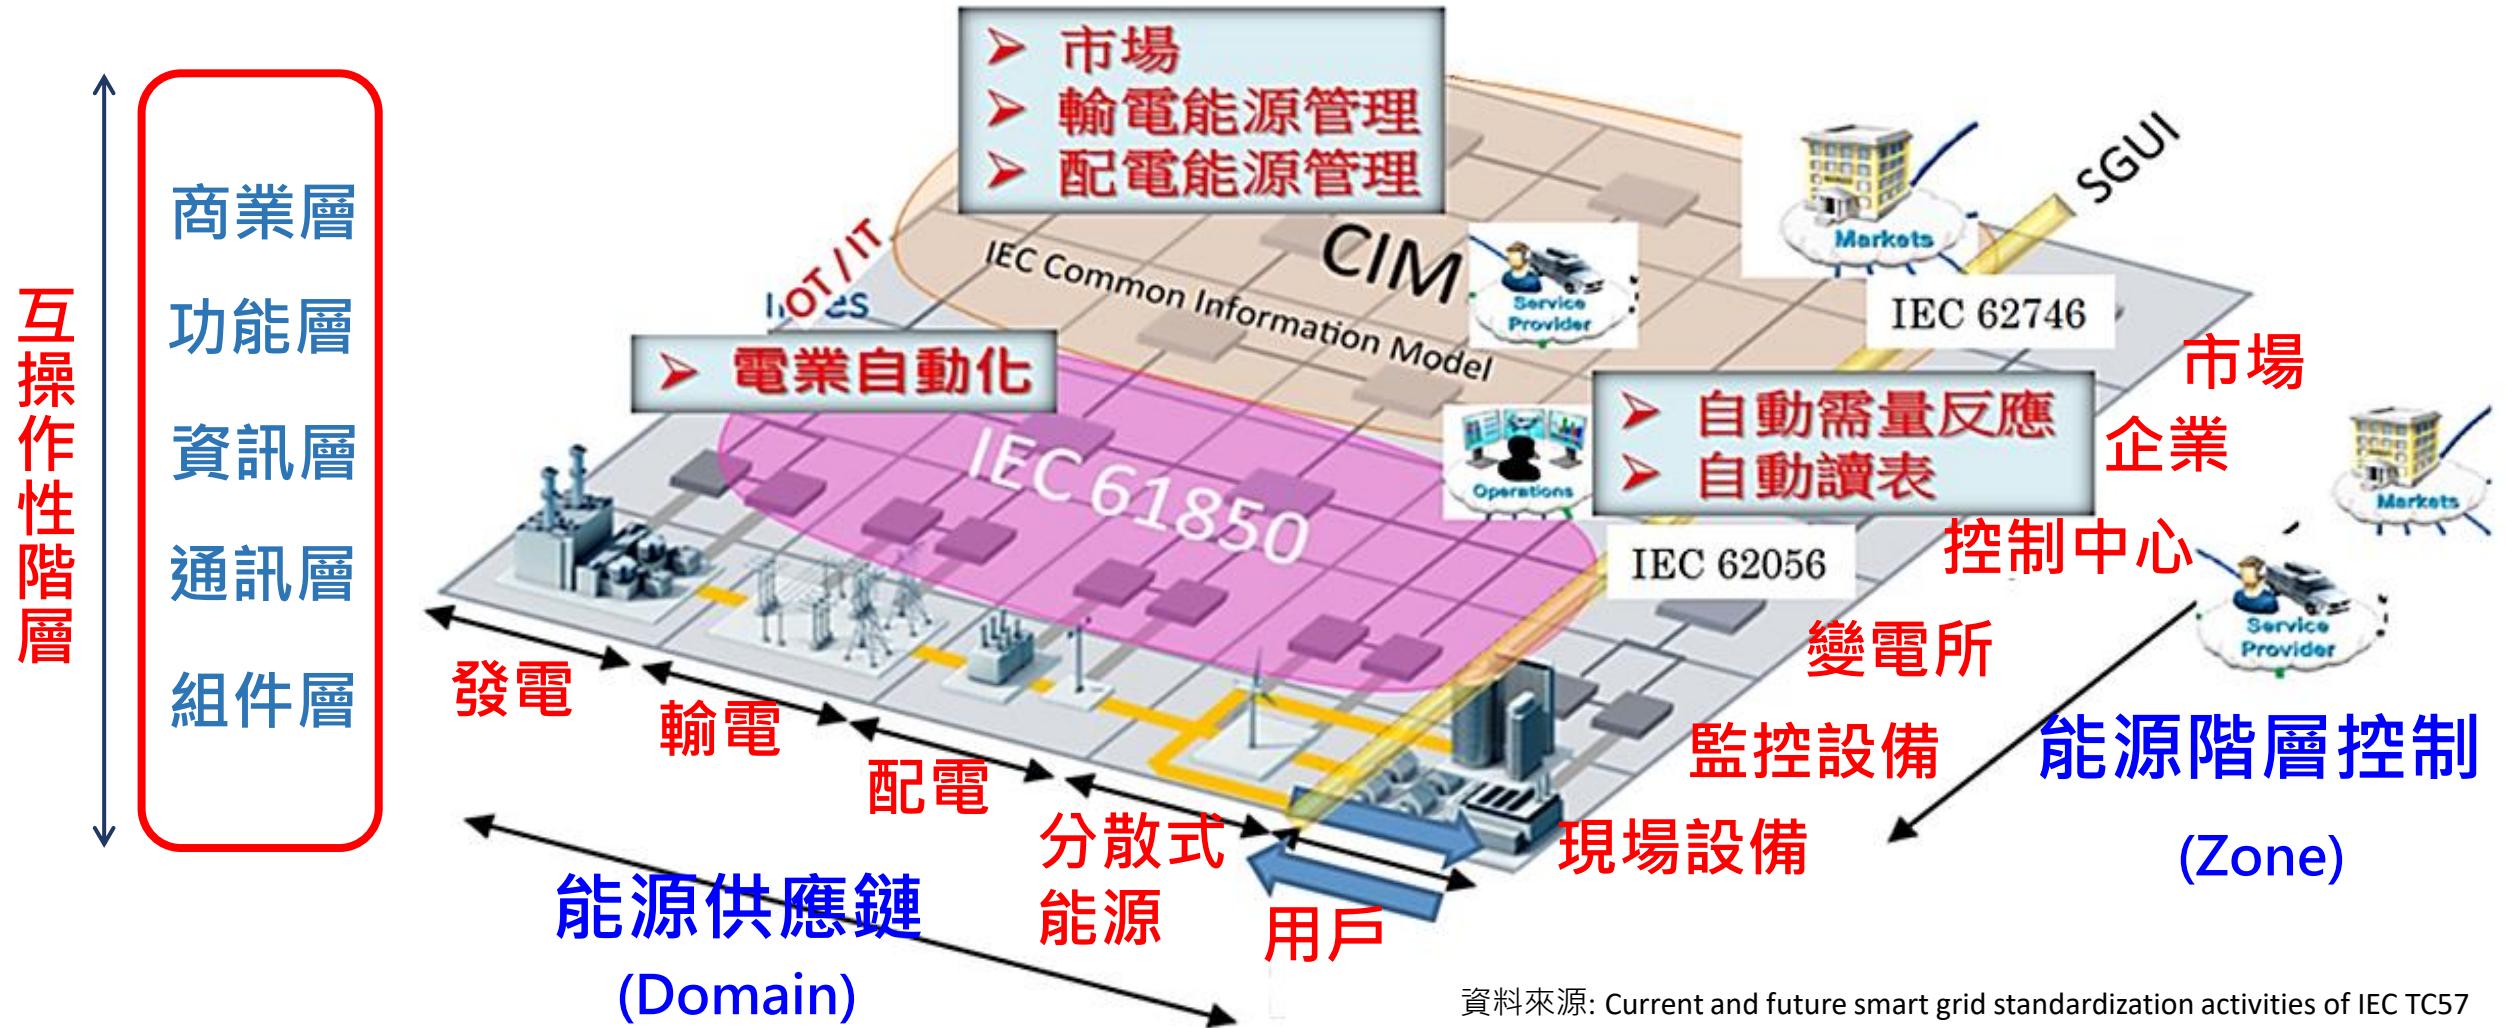 市場
輸電能源管理
配電能源管理
SGUI
商業層
功能層
資訊層
通訊層
組件層
互操作性階層
OT / IT
CIM
IEC Common Information Model
Service
Provider
Markets
IEC 62746
電業自動化
IEC 61850
Operations
自動需量反應
自動讀表
IEC 62056
市場
企業
控制中心
變電所
監控設備
現場設備
Markets
Service
Provider
能源階層控制
(Zone)
發電
輸電
配電
分散式
能源
用戶
能源供應鏈
(Domain)
資料來源: Current and future smart grid standardization activities of IEC TC57